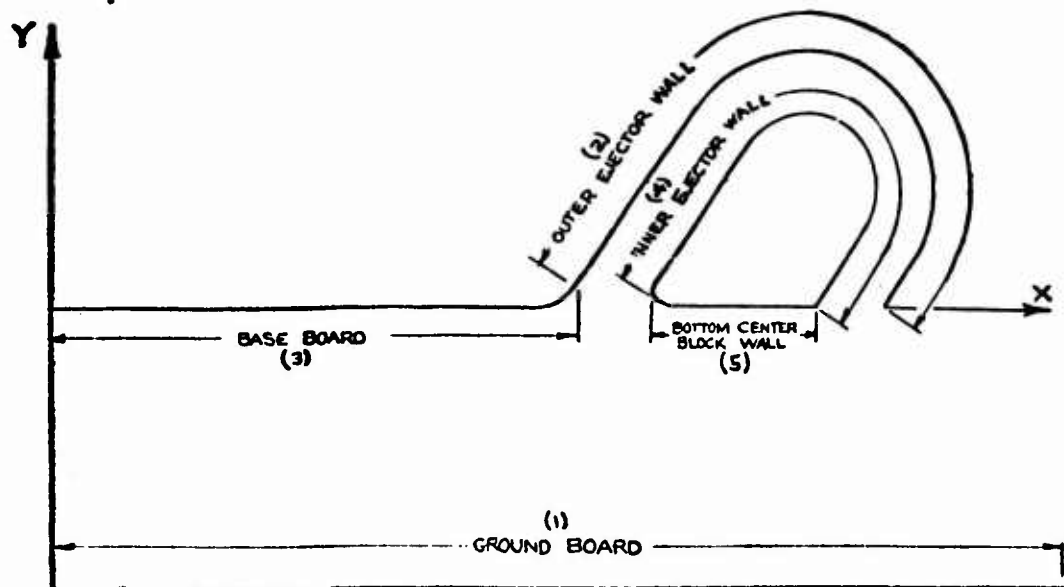 Y
(2)
OUTER EJECTOR WALL
(4)
INNER EJECTOR WALL
X
BASE BOARD
(3)
BOTTOM CENTER
BLOCK WALL
(5)
(1)
GROUND BOARD